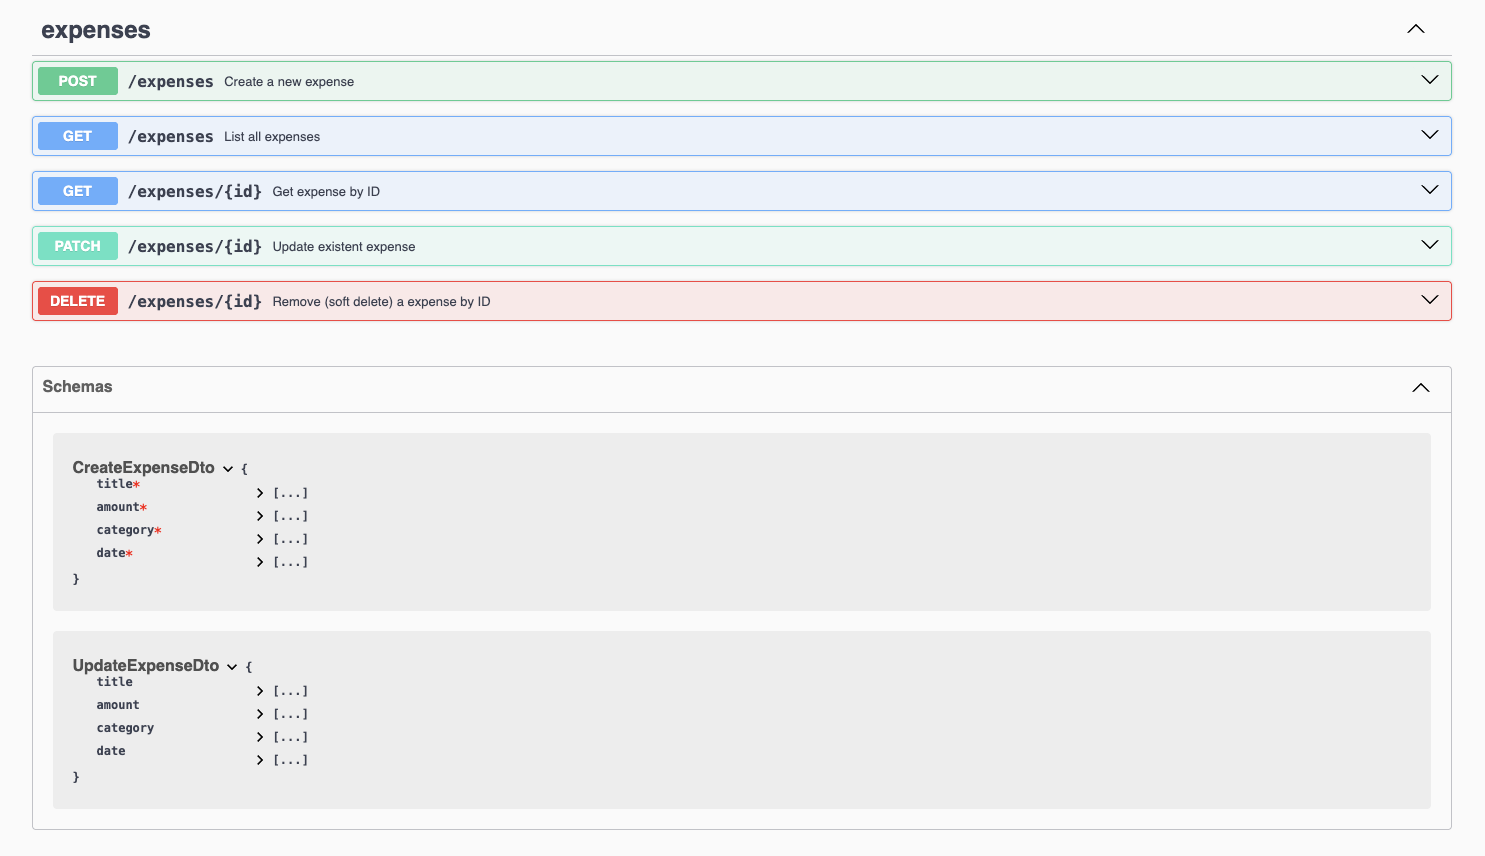 expenses
POST /expenses Create a new expense
GET /expenses List all expenses
GET /expenses/{id} Get expense by ID
PATCH /expenses/{id} Update existent expense
DELETE /expenses/{id} Remove (soft delete) a expense by ID
Schemas
CreateExpenseDto {
title* [...]
amount* [...]
category* [...]
date* [...]
}
UpdateExpenseDto {
title [...]
amount [...]
category [...]
date [...]
}